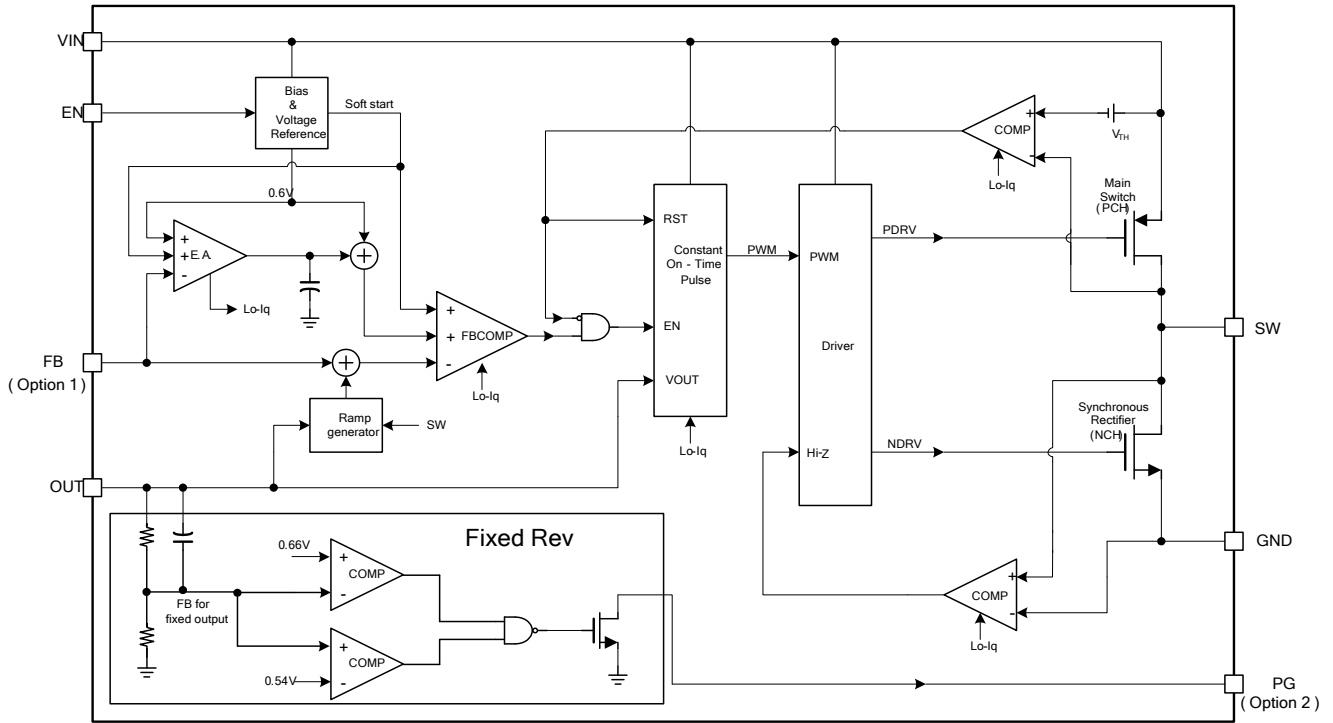 VIN
EN
Bias
&
Voltage
Reference
Soft start
0.6V
+
+ E.A.
-
Lo-Iq
+
FB
( Option 1 )
+
Ramp
generator
SW
+
+ FBCOMP
-
Lo-Iq
RST
Constant
On - Time
Pulse
EN
VOUT
Lo-Iq
PWM
PWM
Driver
Hi-Z
PDRV
NDRV
+
COMP
-
Lo-Iq
VTH
Main
Switch
(PCH)
SW
Synchronous
Rectifier
(NCH)
GND
+
COMP
-
Lo-Iq
OUT
Fixed Rev
0.66V
+
COMP
-
FB for
fixed output
+
COMP
-
0.54V
PG
( Option 2 )